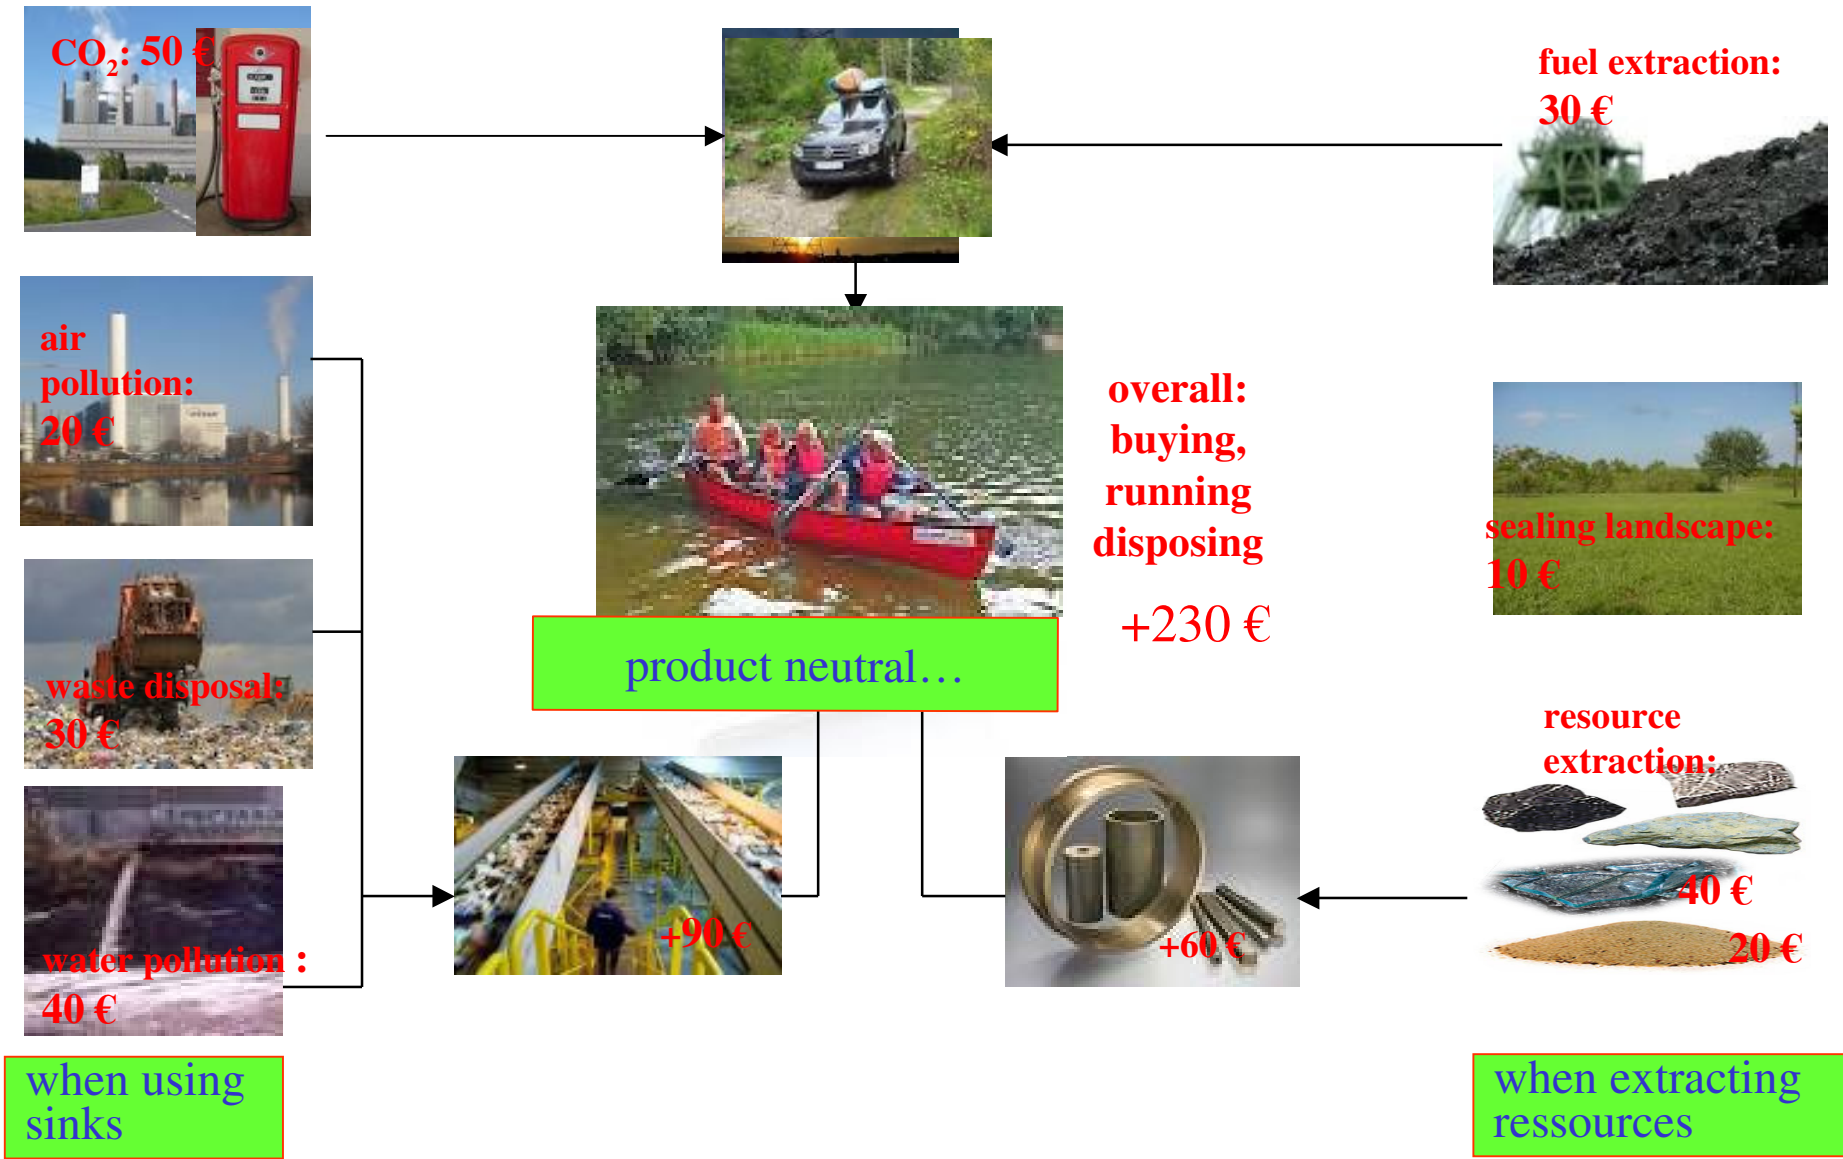 CO₂: 50 €
fuel extraction:
30 €
air
pollution:
20 €
overall:
buying,
running
disposing
+230 €
sealing landscape:
10 €
product neutral…
waste disposal:
30 €
resource
extraction:
40 €
20 €
+90 €
+60 €
water pollution :
40 €
when using
sinks
when extracting
ressources